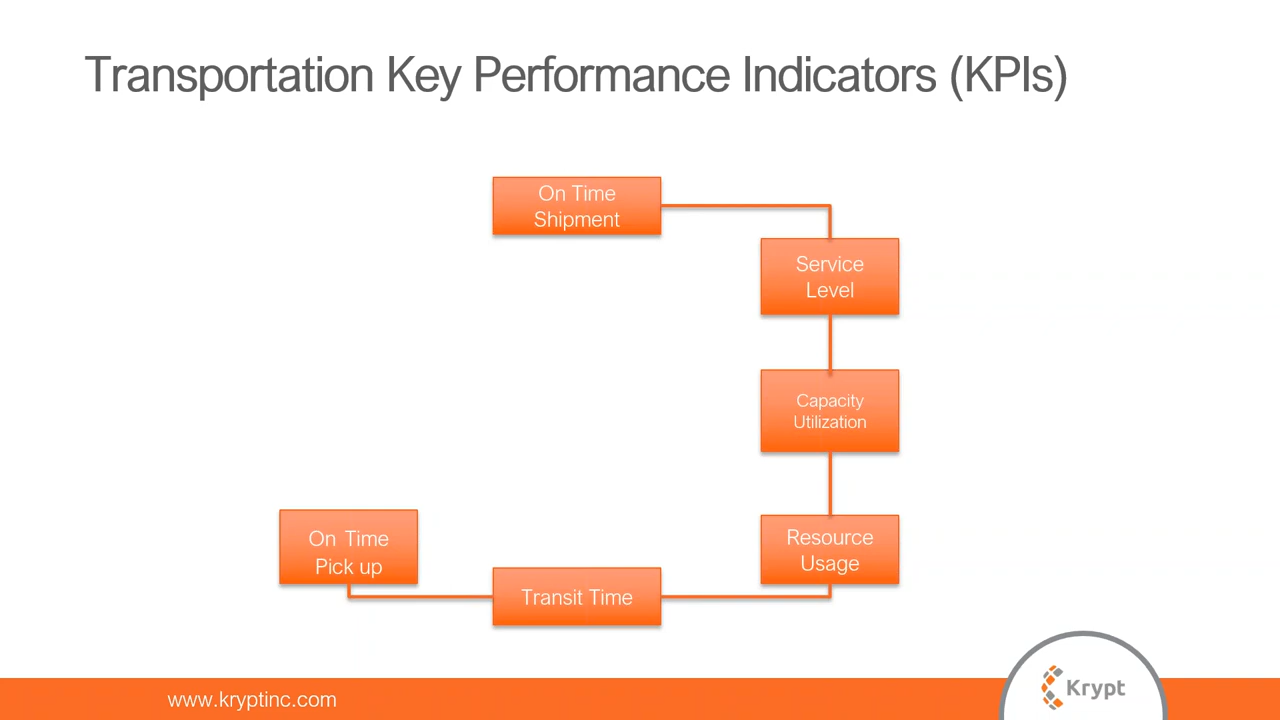 Transportation Key Performance Indicators (KPIs)
On Time
Shipment
Service
Level
Capacity
Utilization
Resource
Usage
Transit Time
On Time
Pick up
www.kryptinc.com
Krypt